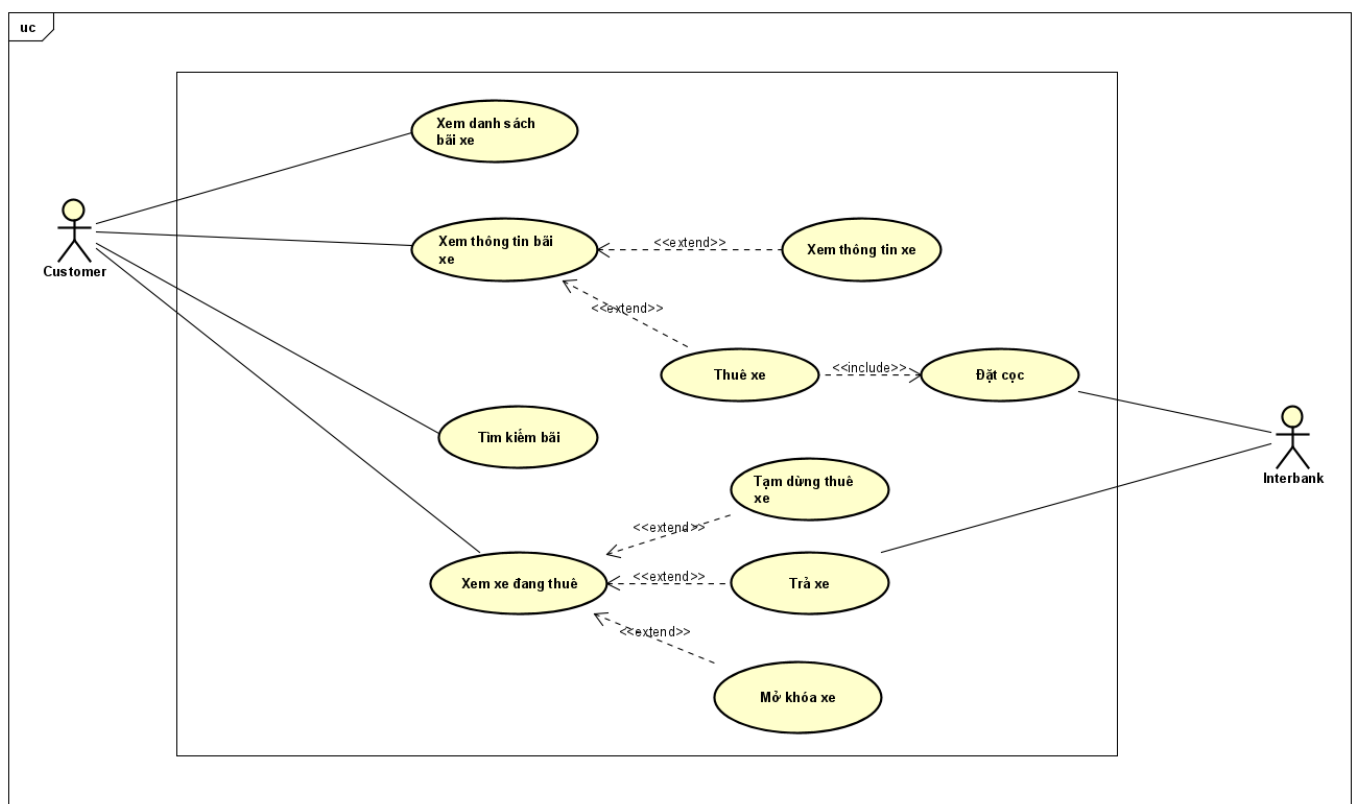 uc
Xem danh sách
bãi xe
Customer
Xem thông tin bãi
xe
<<extend>>
Xem thông tin xe
<<extend>>
Thuê xe
<<include>>
Đặt cọc
Tìm kiếm bãi
Interbank
Tạm dừng thuê
xe
<<extend>>
Xem xe đang thuê
<<extend>>
Trả xe
<<extend>>
Mở khóa xe